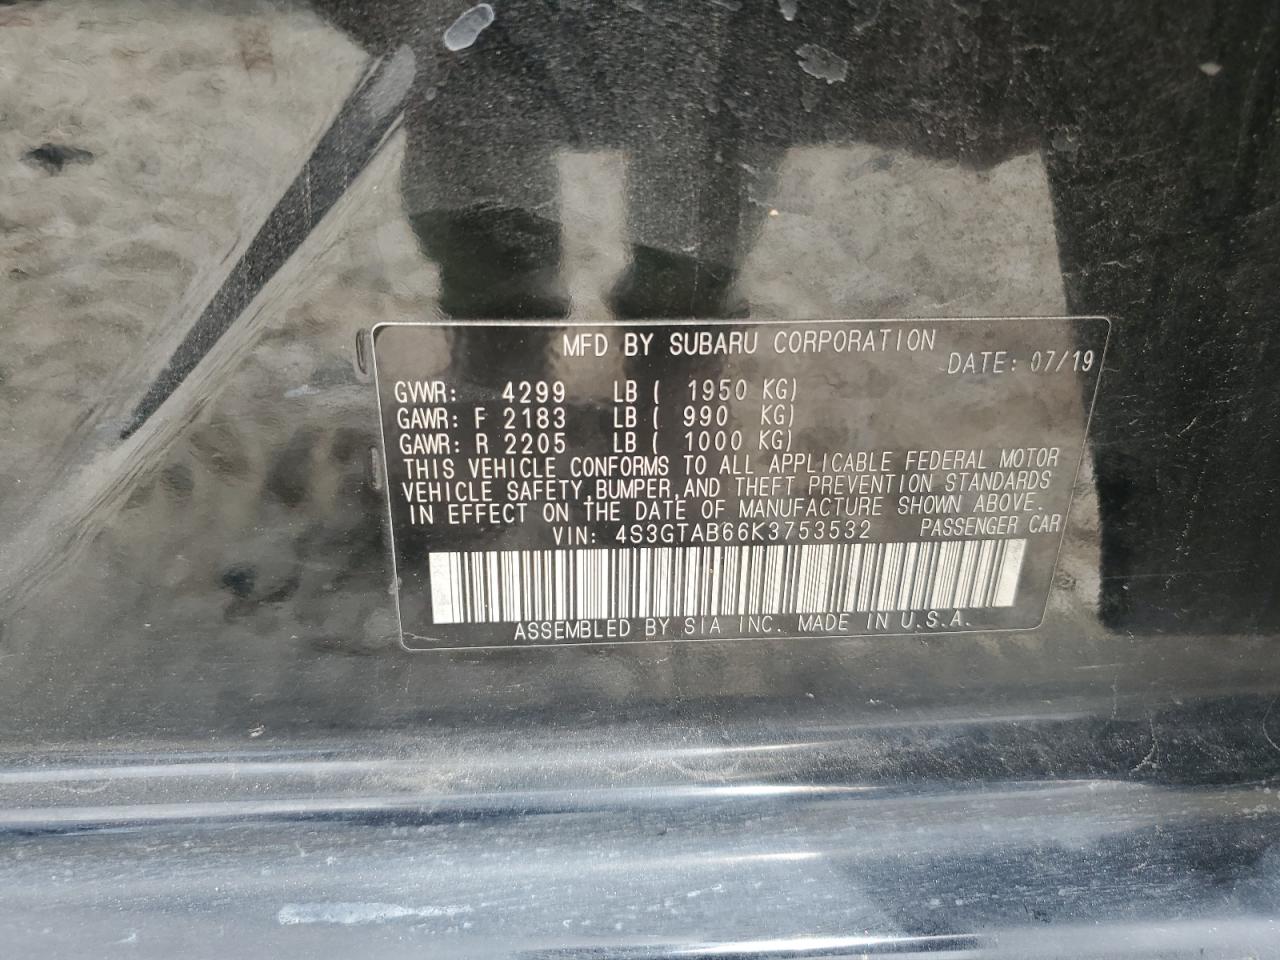 MFD BY SUBARU CORPORATION
DATE: 07/19
GVWR: 4299 LB ( 1950 KG)
GAWR: F 2183 LB ( 990 KG)
GAWR: R 2205 LB ( 1000 KG)
THIS VEHICLE CONFORMS TO ALL APPLICABLE FEDERAL MOTOR
VEHICLE SAFETY,BUMPER,AND THEFT PREVENTION STANDARDS
IN EFFECT ON THE DATE OF MANUFACTURE SHOWN ABOVE.
VIN: 4S3GTAB66K3753532 PASSENGER CAR
ASSEMBLED BY SIA INC. MADE IN U.S.A.